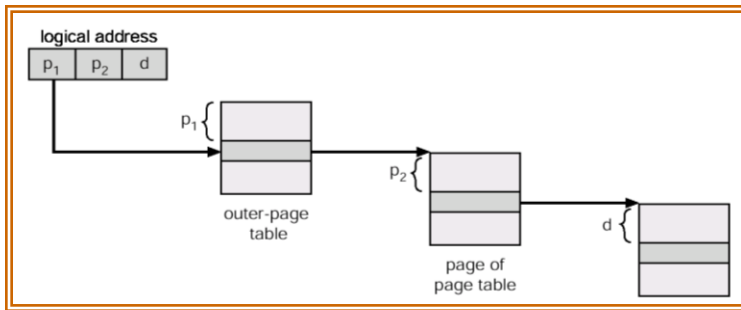 logical address
p1 p2 d
p1
p2
outer-page
table
d
page of
page table